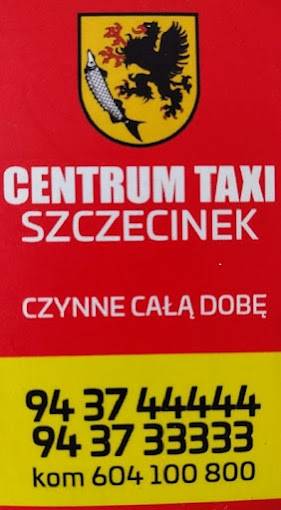 CENTRUM TAXI
SZCZECINEK
CZYNNE CAŁĄ DOBĘ
94 37 44444
94 37 33333
kom 604 100 800